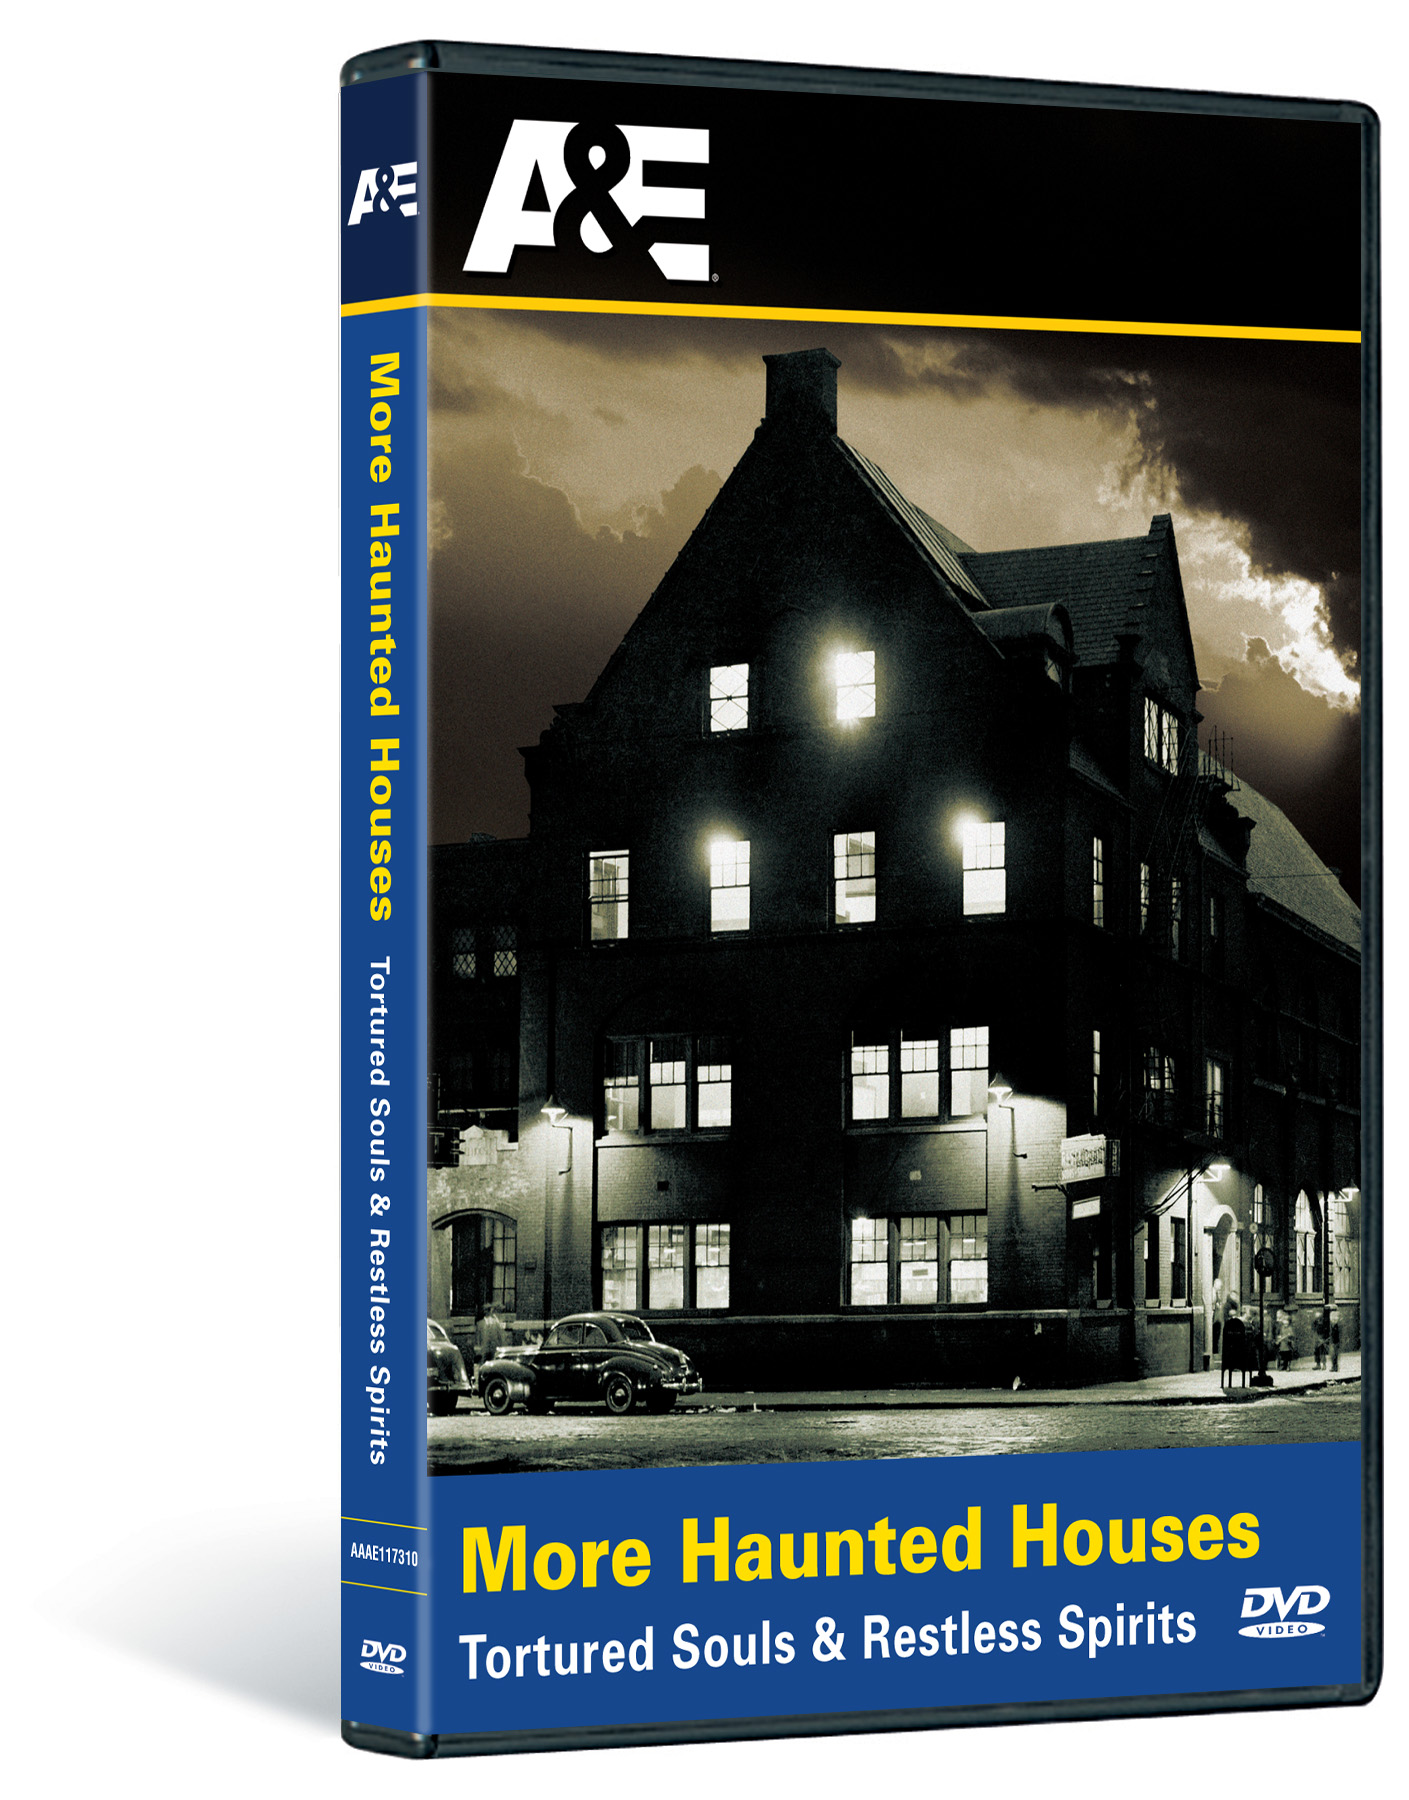 A&E
More Haunted Houses Tortured Souls & Restless Spirits
AAAE117310
DVD
VIDEO
A&E
®
More Haunted Houses
Tortured Souls & Restless Spirits
DVD
VIDEO
™